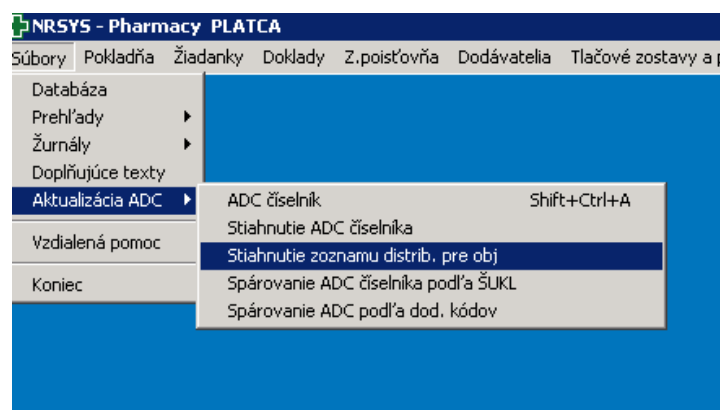 NRSYS - Pharmacy PLATCA
Súbory Pokladňa Žiadanky Doklady Z.poisťovňa Dodávatelia Tlačové zostavy a
Databáza
Prehľady
Žurnály
Doplňujúce texty
Aktualizácia ADC
ADC číselník Shift+Ctrl+A
Stiahnutie ADC číselníka
Vzdialená pomoc
Stiahnutie zoznamu distrib. pre obj
Koniec
Spárovanie ADC číselníka podľa ŠUKL
Spárovanie ADC podľa dod. kódov